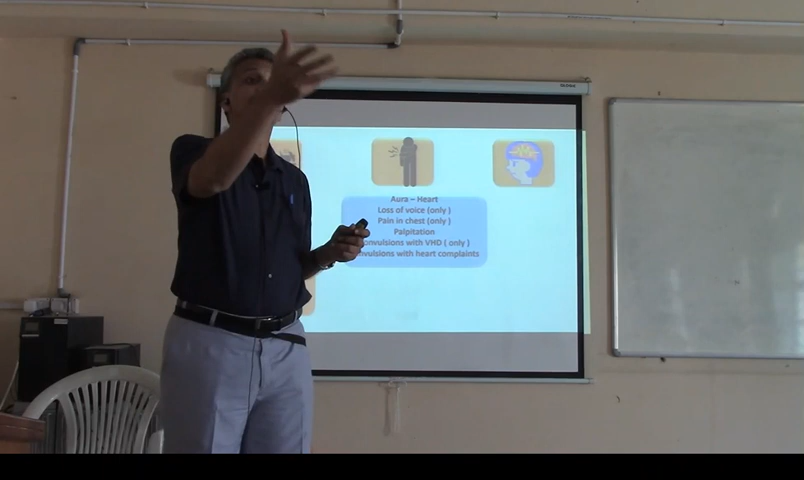 Aura – Heart
Loss of voice (only )
Pain in chest (only )
Palpitation
onvulsions with VHD ( only )
nvulsions with heart complaints